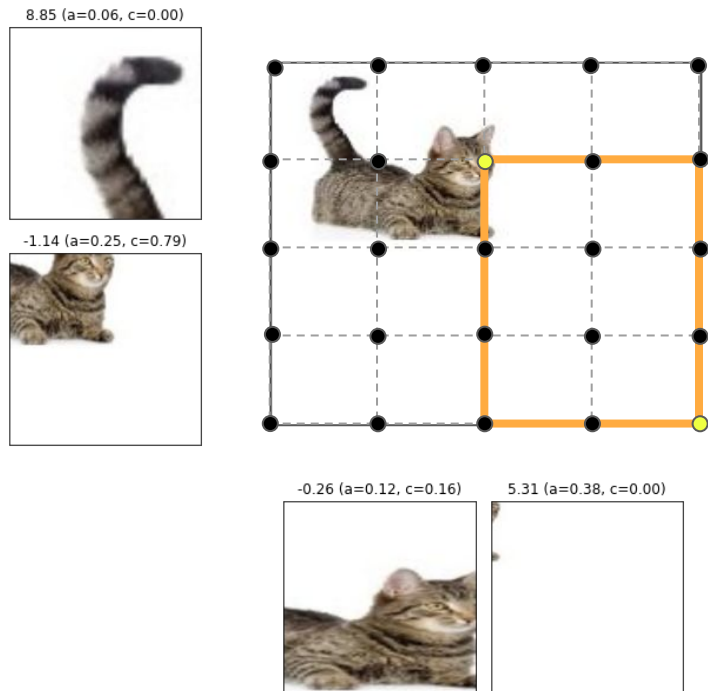 8.85 (a=0.06, c=0.00)
-1.14 (a=0.25, c=0.79)
-0.26 (a=0.12, c=0.16)
5.31 (a=0.38, c=0.00)